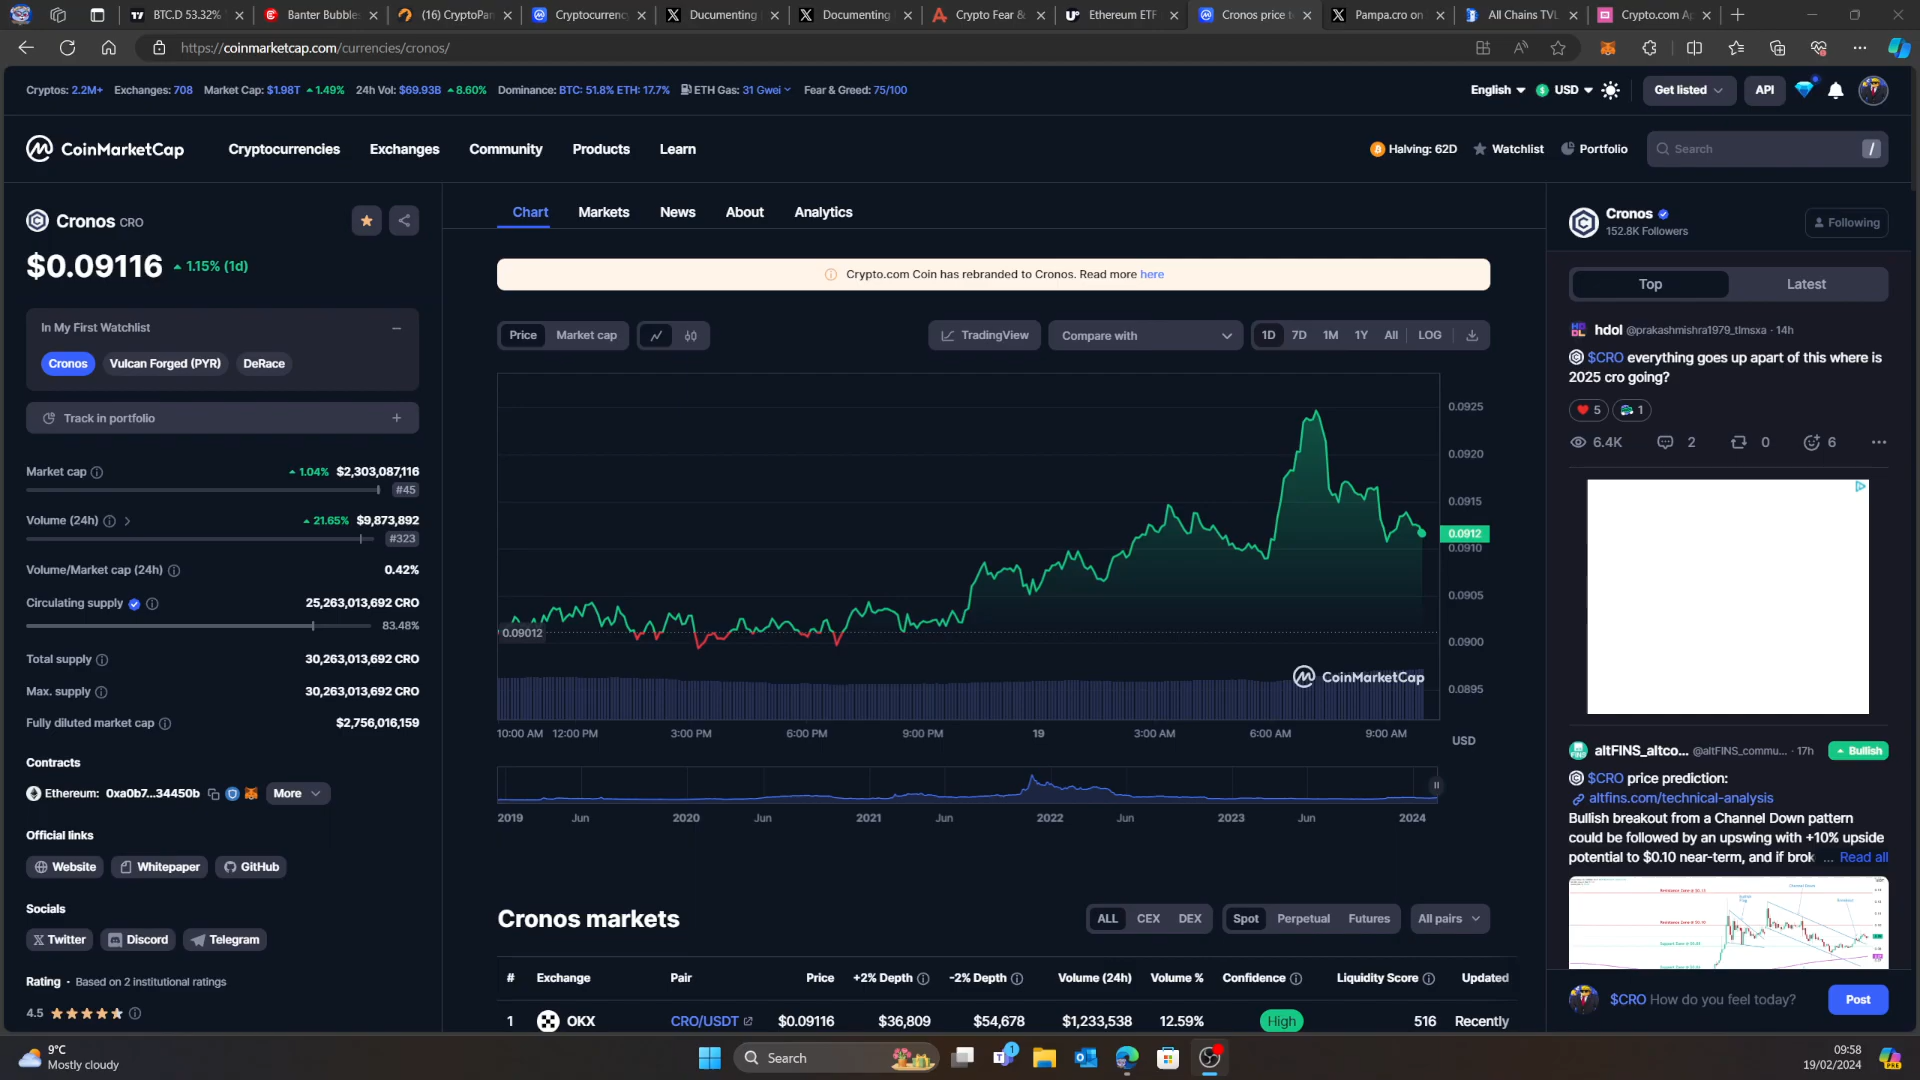 BTC.D 53.32%
Banter Bubbles
(16) CryptoPan
Cryptocurrency
Ducumenting
Documenting
Crypto Fear &
Ethereum ETF
Cronos price to
Pampa.cro on
All Chains TVL
Crypto.com Ap
https://coinmarketcap.com/currencies/cronos/
Cryptos: 2.2M+ Exchanges: 708 Market Cap: $1.98T 1.49% 24h Vol: $69.93B 8.60% Dominance: BTC: 51.8% ETH: 17.7% ETH Gas: 31 Gwei Fear & Greed: 75/100
English USD Get listed API
CoinMarketCap Cryptocurrencies Exchanges Community Products Learn
Halving: 62D Watchlist Portfolio Search /
Cronos CRO
$0.09116 1.15% (1d)
In My First Watchlist
Cronos Vulcan Forged (PYR) DeRace
Track in portfolio +
Market cap 1.04% $2,303,087,116
#45
Volume (24h) 21.65% $9,873,892
#323
Volume/Market cap (24h) 0.42%
Circulating supply 25,263,013,692 CRO
83.48%
Total supply 30,263,013,692 CRO
Max. supply 30,263,013,692 CRO
Fully diluted market cap $2,756,016,159
Contracts
Ethereum: 0xa0b7...34450b More
Official links
Website Whitepaper GitHub
Socials
Twitter Discord Telegram
Rating • Based on 2 institutional ratings
4.5
Chart Markets News About Analytics
Crypto.com Coin has rebranded to Cronos. Read more here
Price Market cap
TradingView Compare with 1D 7D 1M 1Y All LOG
0.0925
0.0920
0.0915
0.0912
0.0910
0.0905
0.09012
0.0900
CoinMarketCap
0.0895
10:00 AM 12:00 PM 3:00 PM 6:00 PM 9:00 PM 19 3:00 AM 6:00 AM 9:00 AM
USD
2019 Jun 2020 Jun 2021 Jun 2022 Jun 2023 Jun 2024
Cronos markets
ALL CEX DEX Spot Perpetual Futures All pairs
# Exchange Pair Price +2% Depth -2% Depth Volume (24h) Volume % Confidence Liquidity Score Updated
1 OKX CRO/USDT $0.09116 $36,809 $54,678 $1,233,538 12.59% High 516 Recently
Cronos
152.8K Followers
Following
Top Latest
hdol @prakashmishra1979_tlmsxa · 14h
$CRO everything goes up apart of this where is
2025 cro going?
5 1
6.4K 2 0 6
altFINS_altco... @altFINS_commu... · 17h Bullish
$CRO price prediction:
altfins.com/technical-analysis
Bullish breakout from a Channel Down pattern
could be followed by an upswing with +10% upside
potential to $0.10 near-term, and if brok ... Read all
$CRO How do you feel today? Post
9°C
Mostly cloudy
Search
1
09:58
19/02/2024